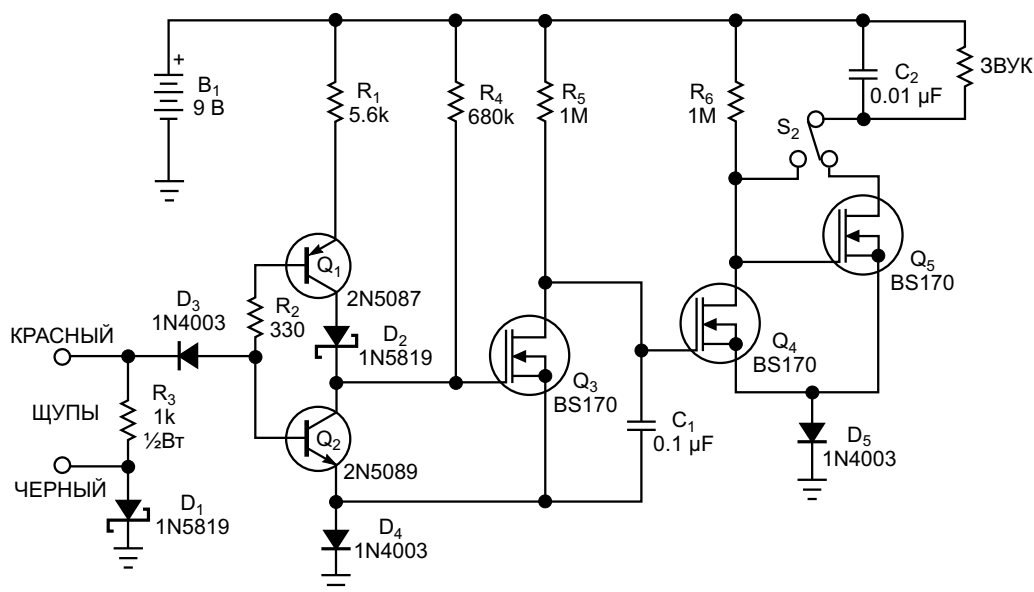 +
B1
9 В
R1
5.6k
R4
680k
R5
1M
R6
1M
C2
0.01 µF
ЗВУК
S2
Q1
2N5087
D3
1N4003
R2
330
D2
1N5819
Q5
BS170
КРАСНЫЙ
Q3
BS170
Q4
BS170
R3
1k
½Вт
ЩУПЫ
Q2
2N5089
C1
0.1 µF
D5
1N4003
ЧЕРНЫЙ
D1
1N5819
D4
1N4003